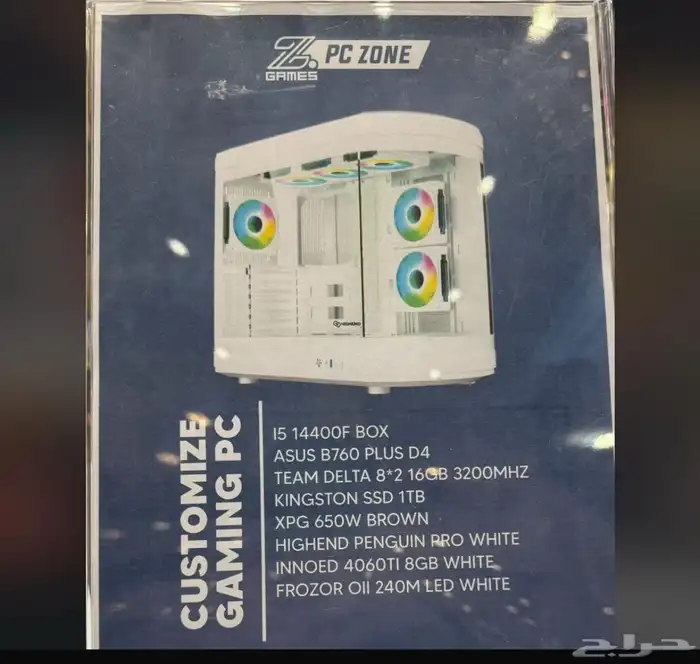 Z.
GAMES
PC ZONE
HIGHEND
CUSTOMIZE
GAMING PC
I5 14400F BOX
ASUS B760 PLUS D4
TEAM DELTA 8*2 16GB 3200MHZ
KINGSTON SSD 1TB
XPG 650W BROWN
HIGHEND PENGUIN PRO WHITE
INNOED 4060TI 8GB WHITE
FROZOR OII 240M LED WHITE
حراج